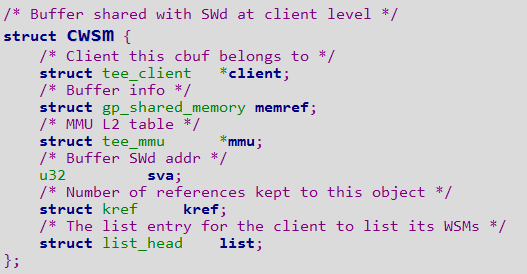 /* Buffer shared with SWd at client level */
struct cwsm {
/* Client this cbuf belongs to */
struct tee_client *client;
/* Buffer info */
struct gp_shared_memory memref;
/* MMU L2 table */
struct tee_mmu *mmu;
/* Buffer SWd addr */
u32 sva;
/* Number of references kept to this object */
struct kref kref;
/* The list entry for the client to list its WSMs */
struct list_head list;
};